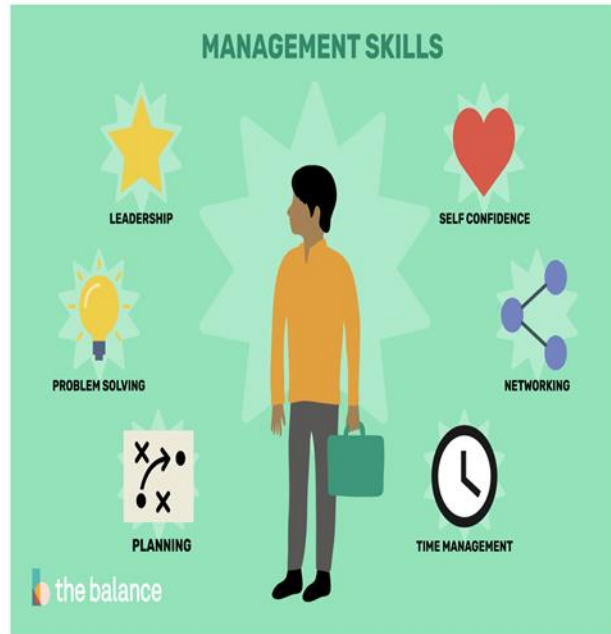 MANAGEMENT SKILLS
LEADERSHIP
SELF CONFIDENCE
PROBLEM SOLVING
NETWORKING
PLANNING
TIME MANAGEMENT
the balance